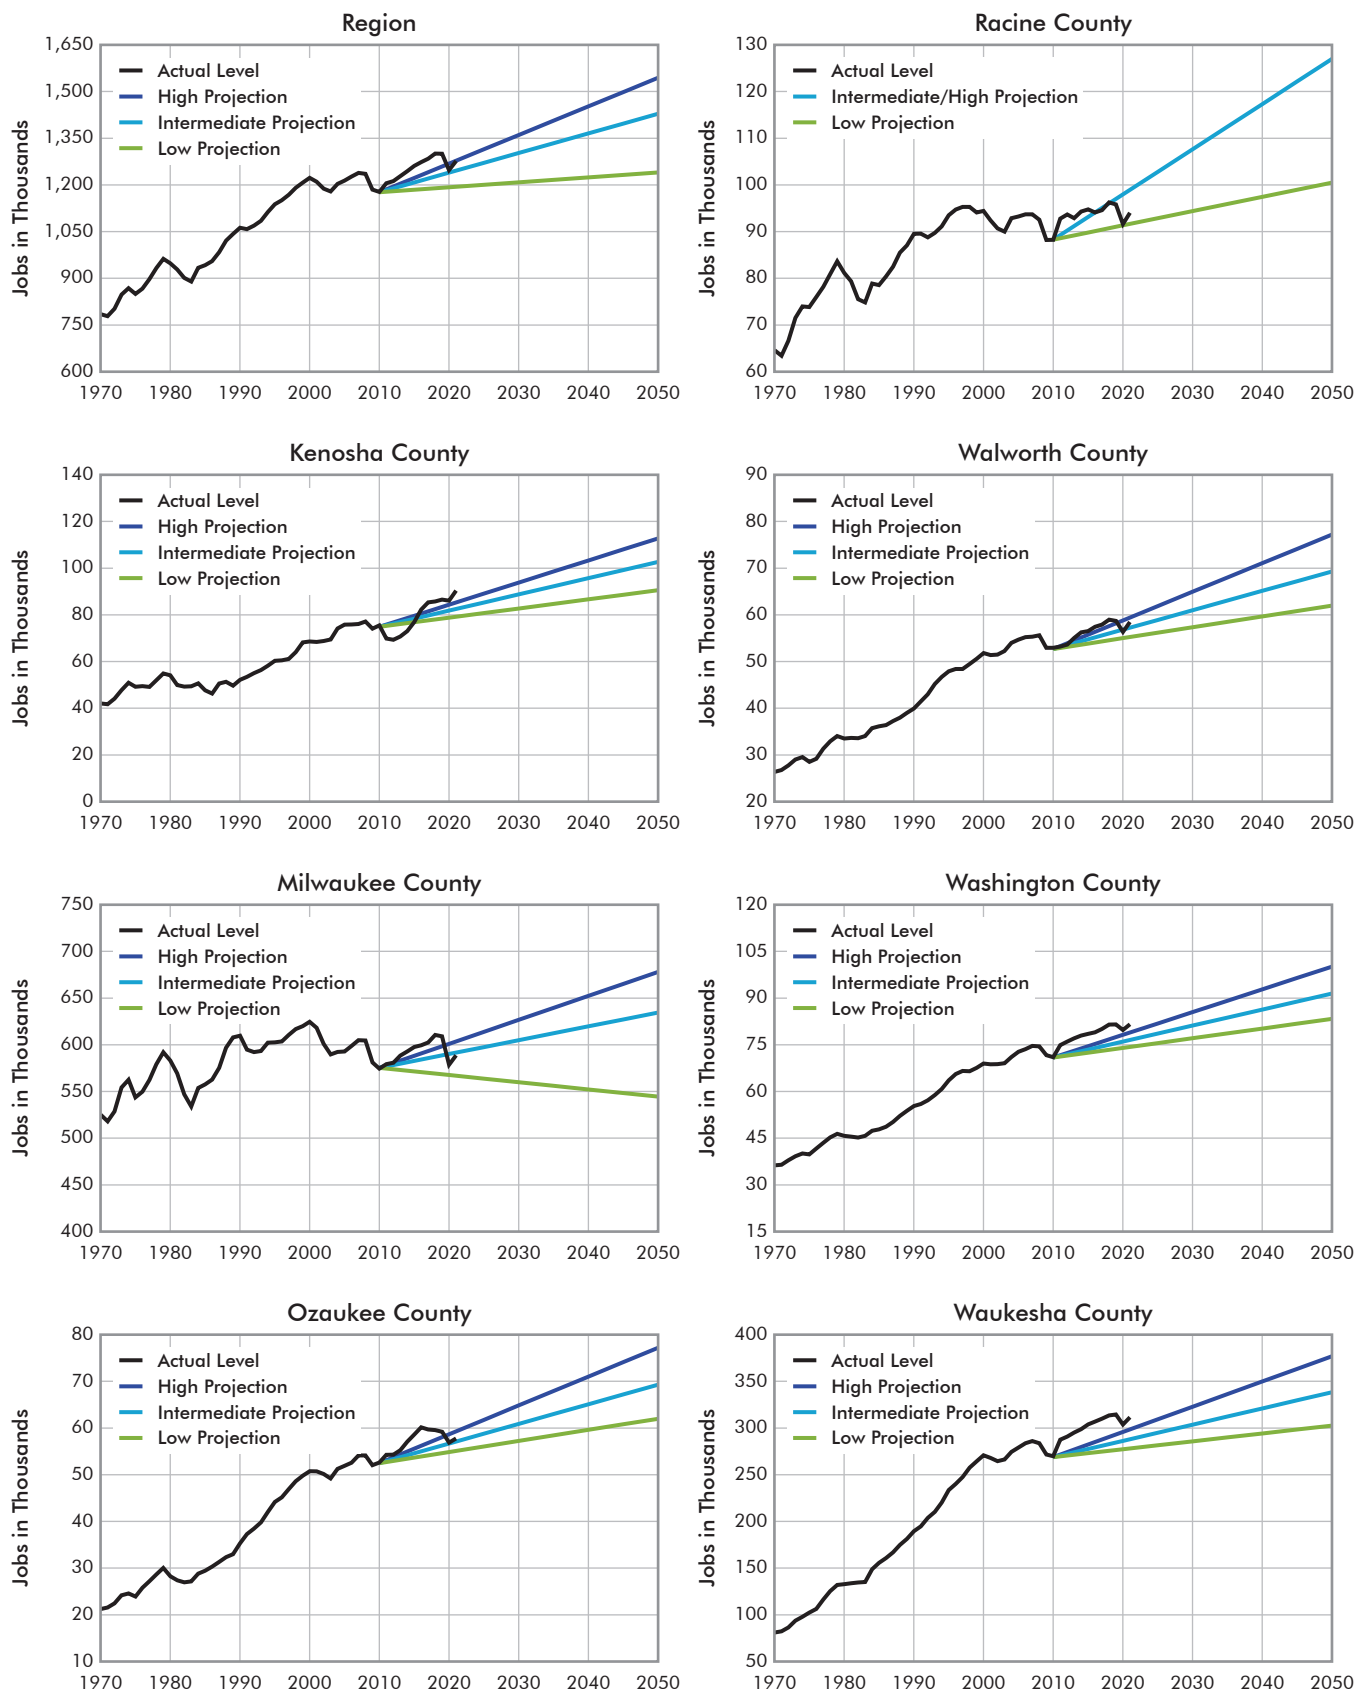 Region
Jobs in Thousands
1,650
1,500
1,350
1,200
1,050
900
750
600
Actual Level
High Projection
Intermediate Projection
Low Projection
1970 1980 1990 2000 2010 2020 2030 2040 2050
Racine County
Jobs in Thousands
130
120
110
100
90
80
70
60
Actual Level
Intermediate/High Projection
Low Projection
1970 1980 1990 2000 2010 2020 2030 2040 2050
Kenosha County
Jobs in Thousands
140
120
100
80
60
40
20
0
Actual Level
High Projection
Intermediate Projection
Low Projection
1970 1980 1990 2000 2010 2020 2030 2040 2050
Walworth County
Jobs in Thousands
90
80
70
60
50
40
30
20
Actual Level
High Projection
Intermediate Projection
Low Projection
1970 1980 1990 2000 2010 2020 2030 2040 2050
Milwaukee County
Jobs in Thousands
750
700
650
600
550
500
450
400
Actual Level
High Projection
Intermediate Projection
Low Projection
1970 1980 1990 2000 2010 2020 2030 2040 2050
Washington County
Jobs in Thousands
120
105
90
75
60
45
30
15
Actual Level
High Projection
Intermediate Projection
Low Projection
1970 1980 1990 2000 2010 2020 2030 2040 2050
Ozaukee County
Jobs in Thousands
80
70
60
50
40
30
20
10
Actual Level
High Projection
Intermediate Projection
Low Projection
1970 1980 1990 2000 2010 2020 2030 2040 2050
Waukesha County
Jobs in Thousands
400
350
300
250
200
150
100
50
Actual Level
High Projection
Intermediate Projection
Low Projection
1970 1980 1990 2000 2010 2020 2030 2040 2050